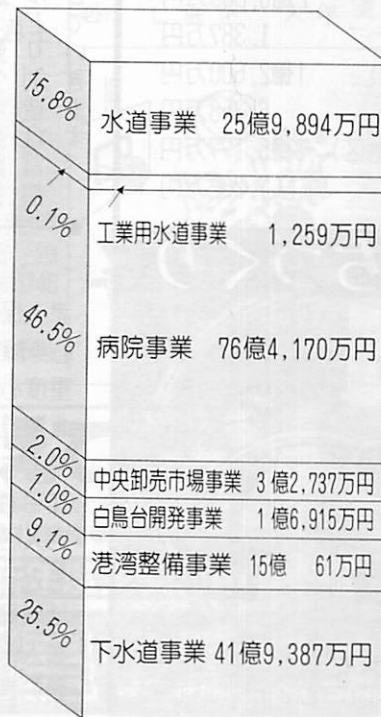 15.8% 水道事業 25億9,894万円
0.1% 工業用水道事業 1,259万円
46.5% 病院事業 76億4,170万円
2.0% 中央卸売市場事業 3億2,737万円
1.0% 白鳥台開発事業 1億6,915万円
9.1% 港湾整備事業 15億 61万円
25.5% 下水道事業 41億9,387万円